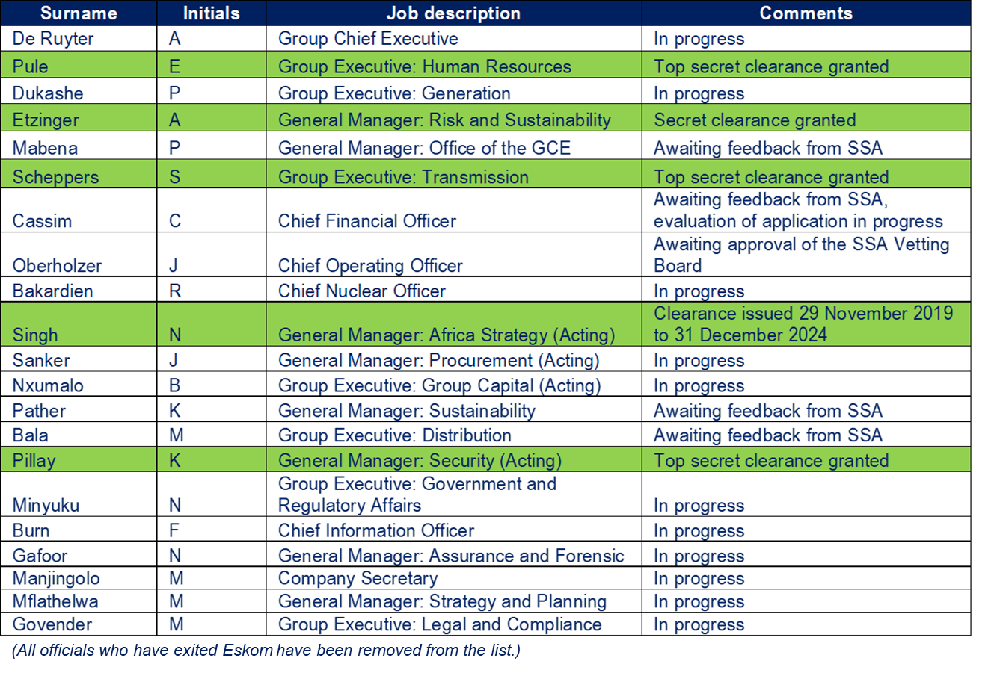 Surname Initials Job description Comments
De Ruyter A Group Chief Executive In progress
Pule E Group Executive: Human Resources Top secret clearance granted
Dukashe P Group Executive: Generation In progress
Etzinger A General Manager: Risk and Sustainability Secret clearance granted
Mabena P General Manager: Office of the GCE Awaiting feedback from SSA
Scheppers S Group Executive: Transmission Top secret clearance granted
Awaiting feedback from SSA,
Cassim C Chief Financial Officer evaluation of application in progress
Awaiting approval of the SSA Vetting
Oberholzer J Chief Operating Officer Board
Bakardien R Chief Nuclear Officer In progress
Clearance issued 29 November 2019
Singh N General Manager: Africa Strategy (Acting) to 31 December 2024
Sanker J General Manager: Procurement (Acting) In progress
Nxumalo B Group Executive: Group Capital (Acting) In progress
Pather K General Manager: Sustainability Awaiting feedback from SSA
Bala M Group Executive: Distribution Awaiting feedback from SSA
Pillay K General Manager: Security (Acting) Top secret clearance granted
Group Executive: Government and
Minyuku N Regulatory Affairs In progress
Burn F Chief Information Officer In progress
Gafoor N General Manager: Assurance and Forensic In progress
Manjingolo M Company Secretary In progress
Mflathelwa M General Manager: Strategy and Planning In progress
Govender M Group Executive: Legal and Compliance In progress
(All officials who have exited Eskom have been removed from the list.)